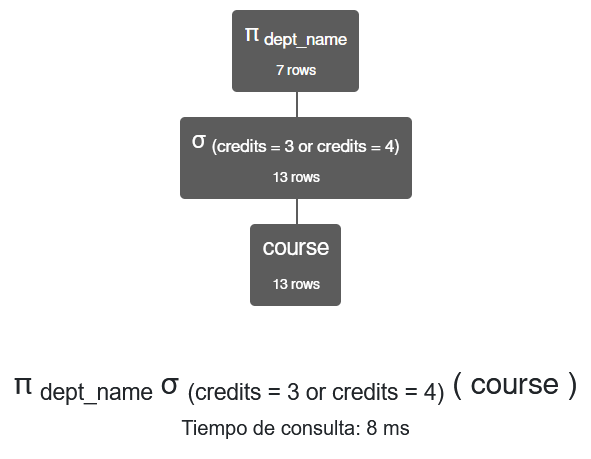 π dept_name
7 rows
σ (credits = 3 or credits = 4)
13 rows
course
13 rows
π dept_name σ (credits = 3 or credits = 4) ( course )
Tiempo de consulta: 8 ms